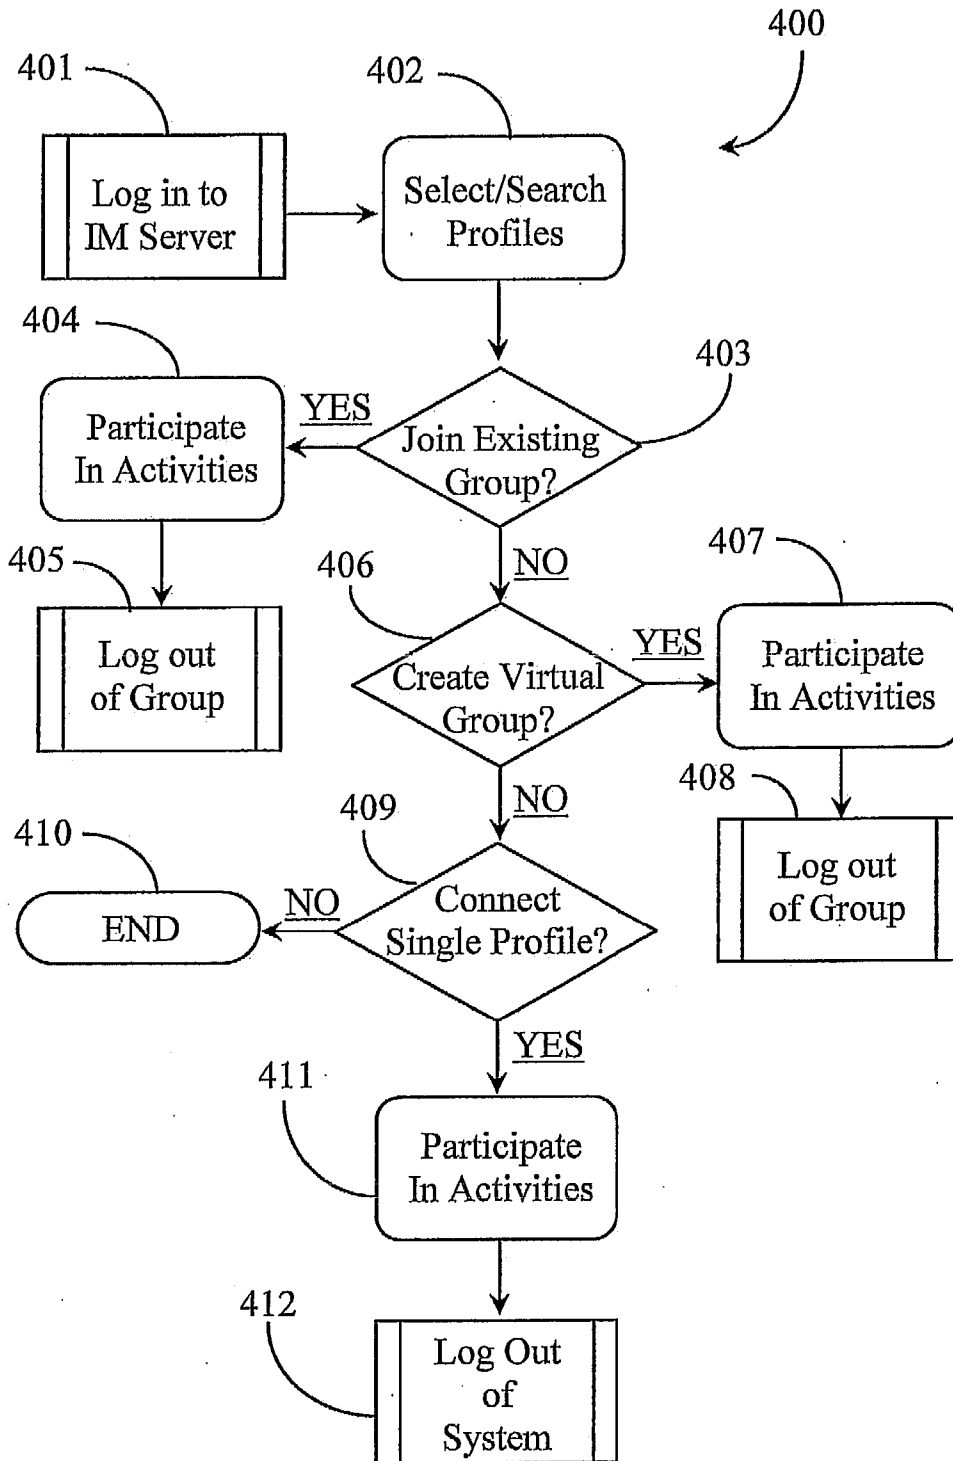 400
401
402
Log in to
IM Server
Select/Search
Profiles
404
403
YES
Participate
In Activities
Join Existing
Group?
405
406
NO
407
Log out
of Group
Create Virtual
Group?
YES
Participate
In Activities
409
NO
408
410
NO
END
Connect
Single Profile?
Log out
of Group
YES
411
Participate
In Activities
412
Log Out
of
System